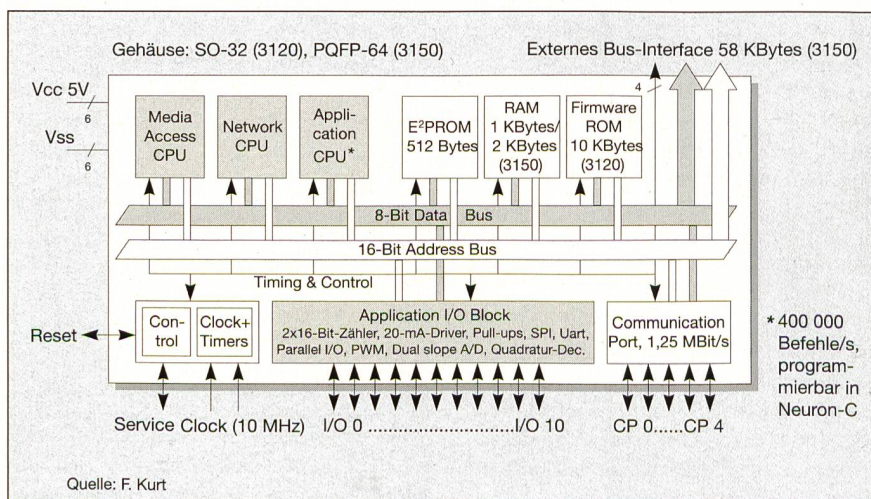 Gehäuse: SO-32 (3120), PQFP-64 (3150)
Externes Bus-Interface 58 KBytes (3150)
4
Vcc 5V
6
Vss
6
Media
Access
CPU
Network
CPU
Appli-
cation
CPU*
E²PROM
512 Bytes
RAM
1 KBytes/
2 KBytes
(3150)
Firmware
ROM
10 KBytes
(3120)
8-Bit Data Bus
16-Bit Address Bus
Timing & Control
Reset
Con-
trol
Clock+
Timers
Application I/O Block
2x16-Bit-Zähler, 20-mA-Driver, Pull-ups, SPI, Uart,
Parallel I/O, PWM, Dual slope A/D, Quadratur-Dec.
Communication
Port, 1,25 MBit/s
* 400 000
Befehle/s,
program-
mierbar in
Neuron-C
Service Clock (10 MHz)
I/O 0 ........................I/O 10
CP 0......CP 4
Quelle: F. Kurt